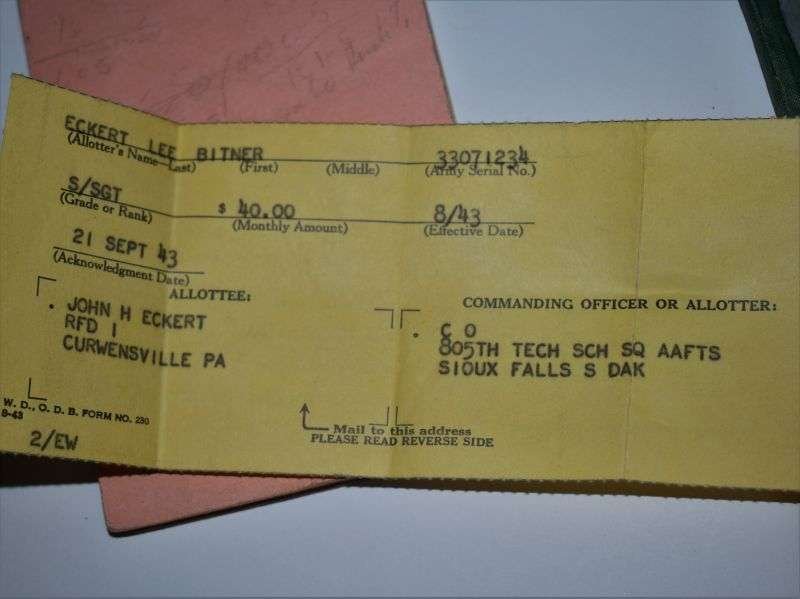 ECKERT LEE BITNER 33071234
(Allotter's Name—Last) (First) (Middle) (Army Serial No.)
S/SGT $ 40.00 8/43
(Grade or Rank) (Monthly Amount) (Effective Date)
21 SEPT 43
(Acknowledgment Date)
ALLOTTEE:
JOHN H ECKERT
RFD 1
CURWENSVILLE PA
COMMANDING OFFICER OR ALLOTTER:
C O
805TH TECH SCH SQ AAFTS
SIOUX FALLS S DAK
W. D., O. D. B. FORM NO. 230
8-43
Mail to this address
PLEASE READ REVERSE SIDE
2/EW